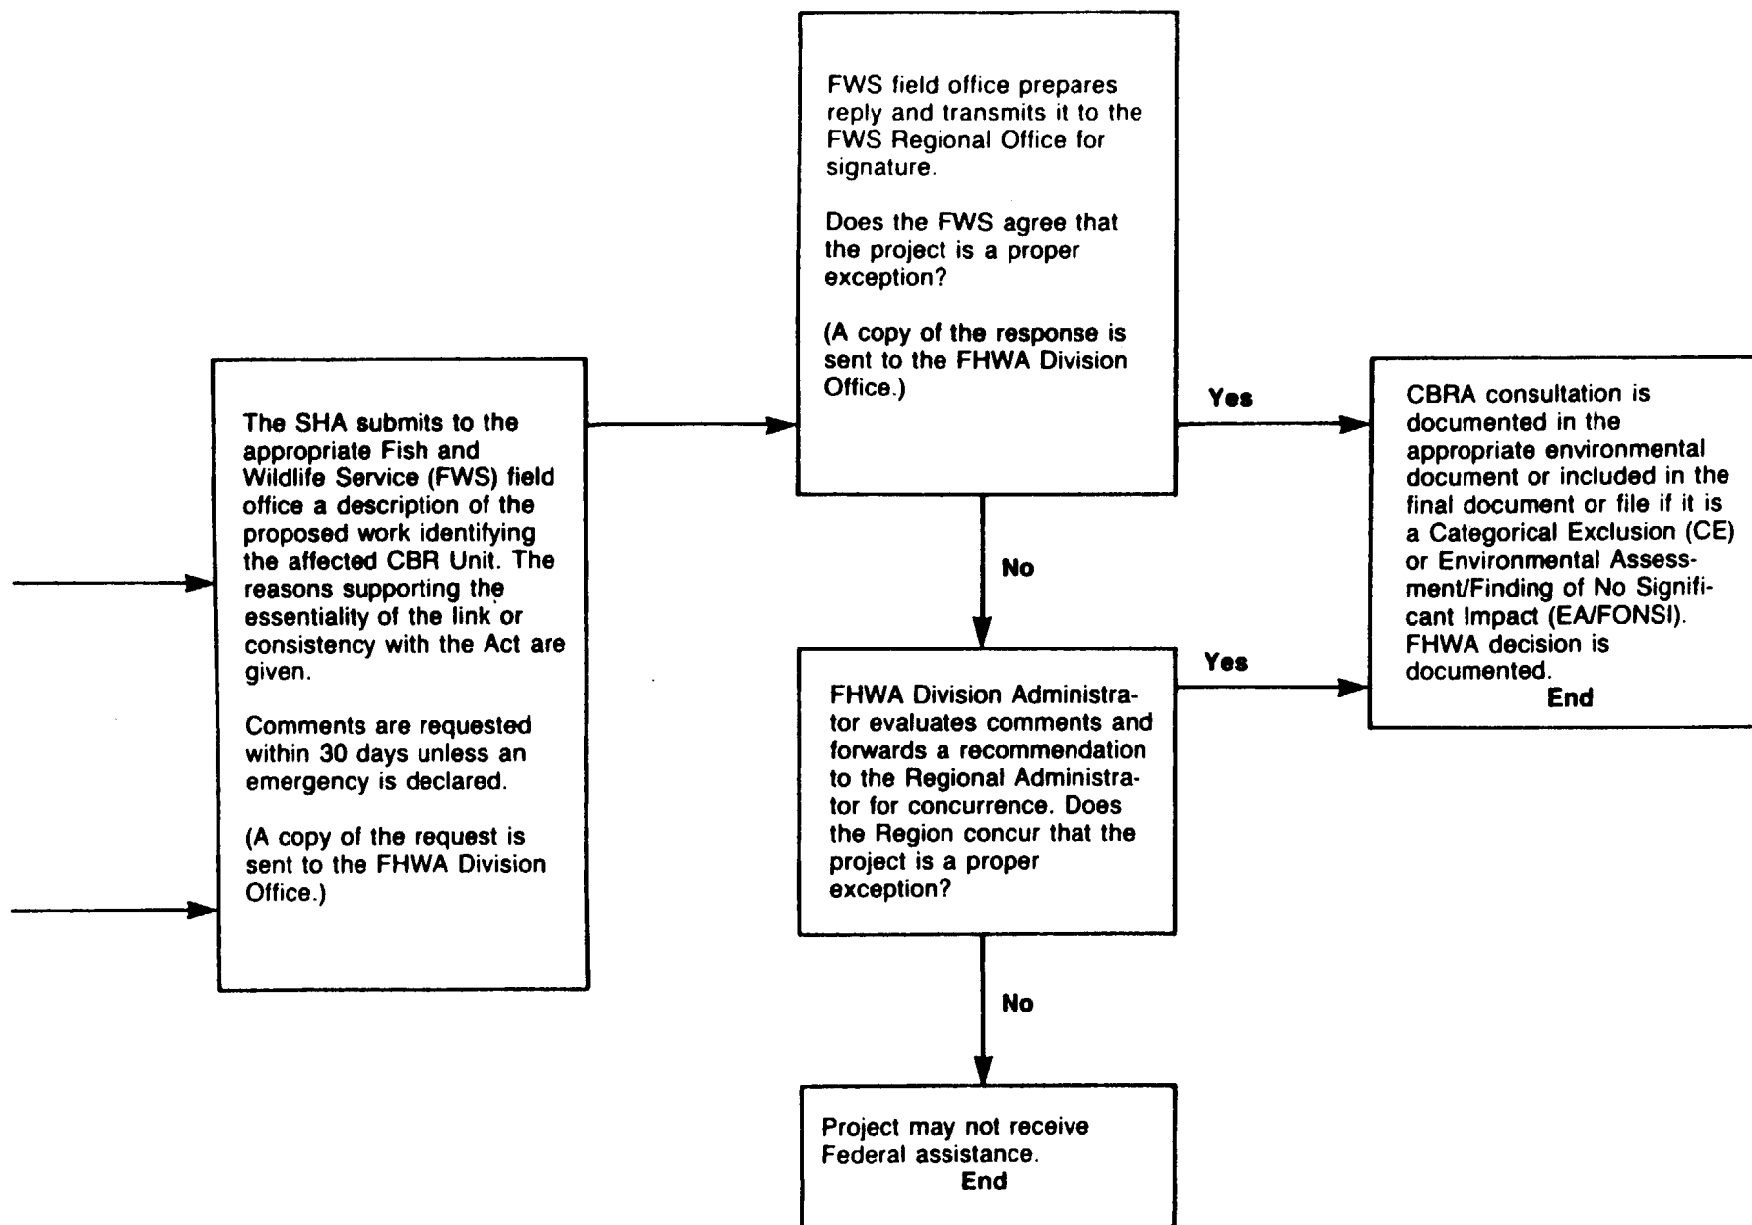 The SHA submits to the
appropriate Fish and
Wildlife Service (FWS) field
office a description of the
proposed work identifying
the affected CBR Unit. The
reasons supporting the
essentiality of the link or
consistency with the Act are
given.
Comments are requested
within 30 days unless an
emergency is declared.
(A copy of the request is
sent to the FHWA Division
Office.)
FWS field office prepares
reply and transmits it to the
FWS Regional Office for
signature.
Does the FWS agree that
the project is a proper
exception?
(A copy of the response is
sent to the FHWA Division
Office.)
Yes
No
CBRA consultation is
documented in the
appropriate environmental
document or included in the
final document or file if it is
a Categorical Exclusion (CE)
or Environmental Assess-
ment/Finding of No Signifi-
cant Impact (EA/FONSI).
FHWA decision is
documented.
End
FHWA Division Administra-
tor evaluates comments and
forwards a recommendation
to the Regional Administra-
tor for concurrence. Does
the Region concur that the
project is a proper
exception?
Yes
No
Project may not receive
Federal assistance.
End